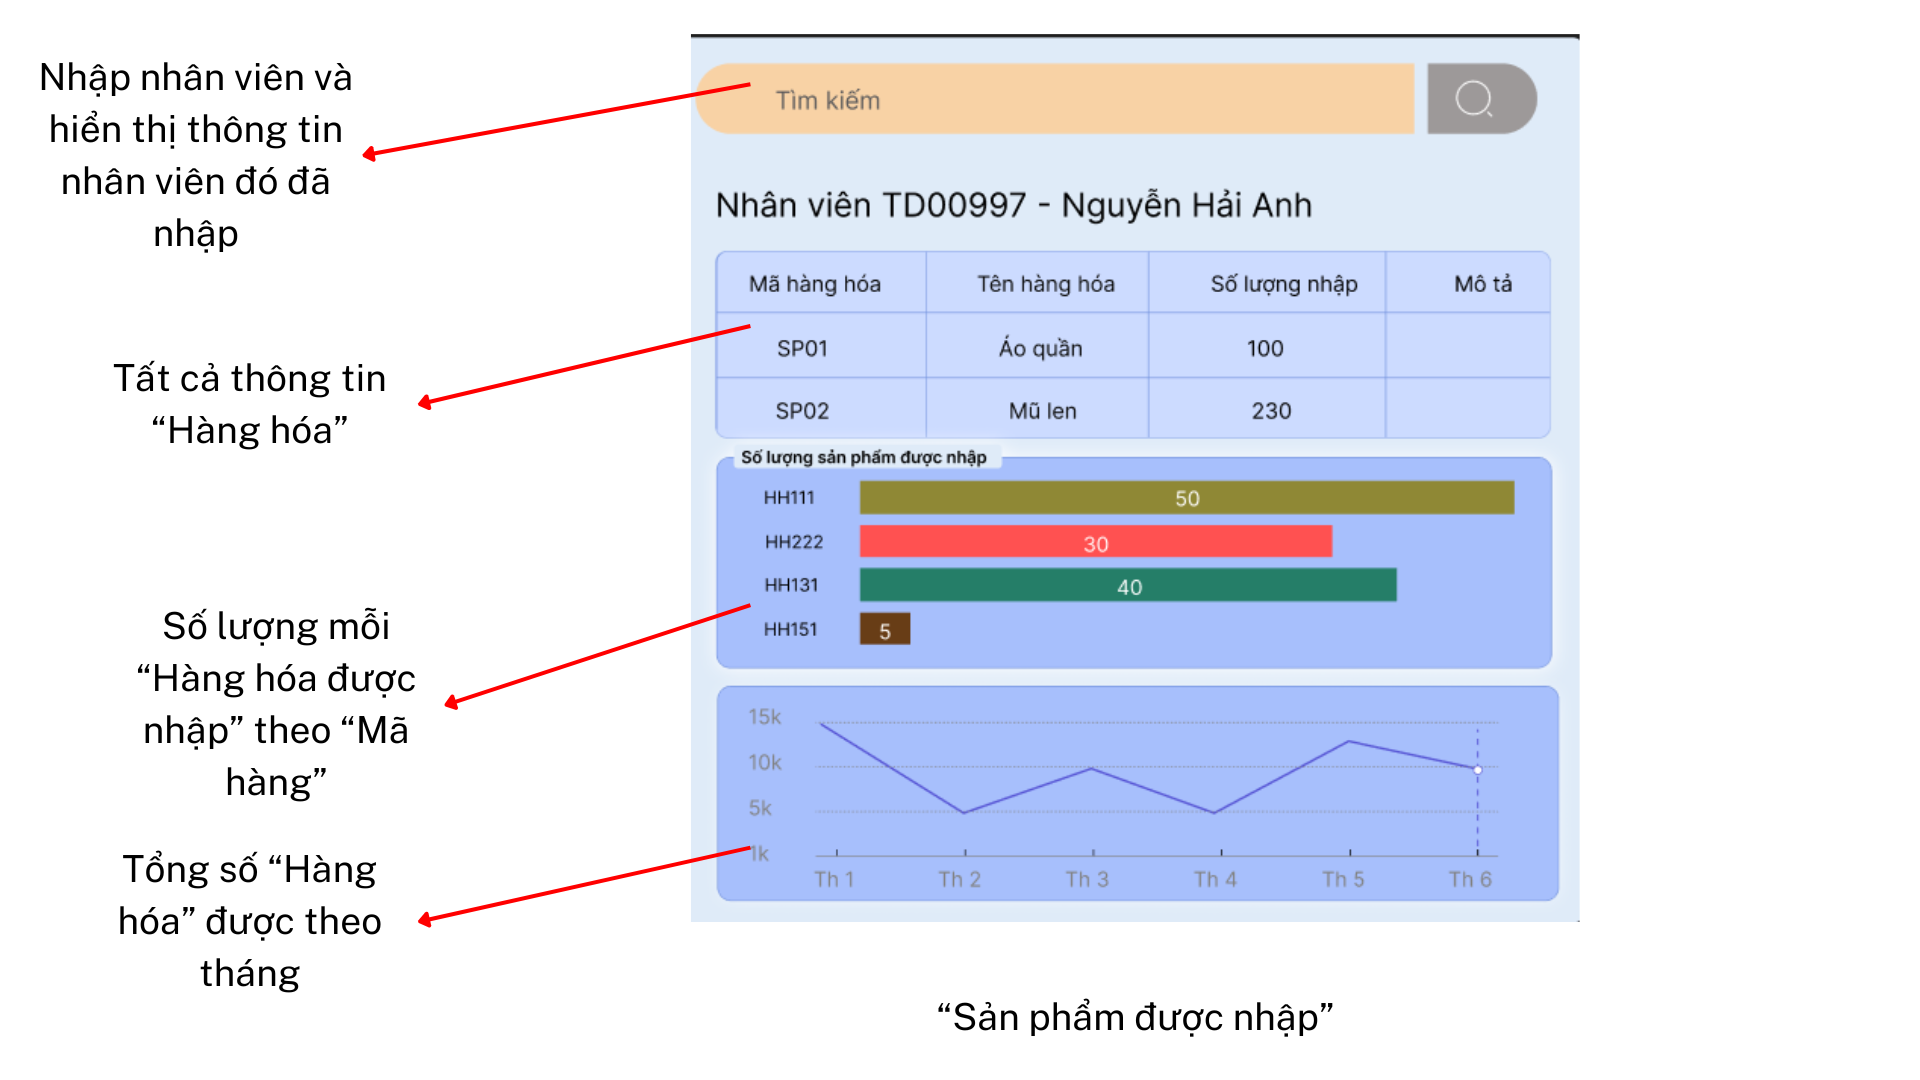 Nhập nhân viên và
hiển thị thông tin
nhân viên đó đã
nhập
Tất cả thông tin
“Hàng hóa”
Số lượng mỗi
“Hàng hóa được
nhập” theo “Mã
hàng”
Tổng số “Hàng
hóa” được theo
tháng
Tìm kiếm
Nhân viên TD00997 - Nguyễn Hải Anh
Mã hàng hóa Tên hàng hóa Số lượng nhập Mô tả
SP01 Áo quần 100
SP02 Mũ len 230
Số lượng sản phẩm được nhập
HH111 50
HH222 30
HH131 40
HH151 5
15k
10k
5k
1k
Th 1 Th 2 Th 3 Th 4 Th 5 Th 6
“Sản phẩm được nhập”